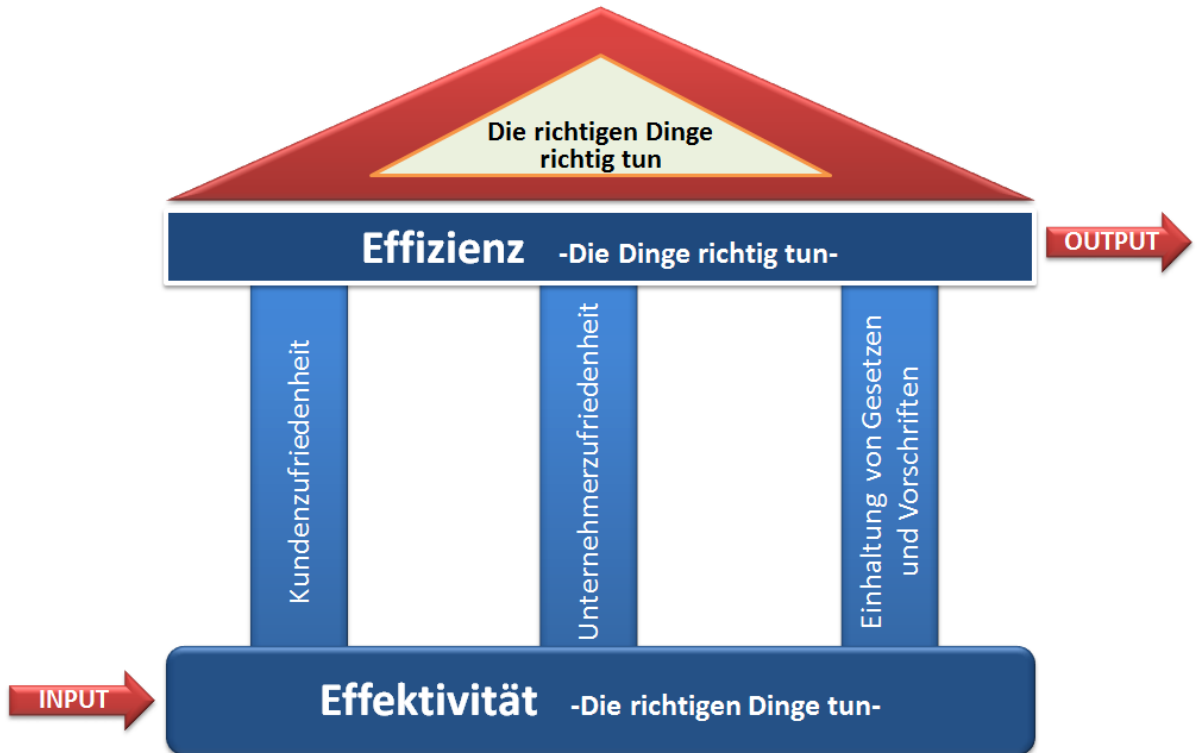 Die richtigen Dinge
richtig tun
Effizienz -Die Dinge richtig tun-
OUTPUT
Kundenzufriedenheit
Unternehmerzufriedenheit
Einhaltung von Gesetzen
und Vorschriften
INPUT
Effektivität -Die richtigen Dinge tun-